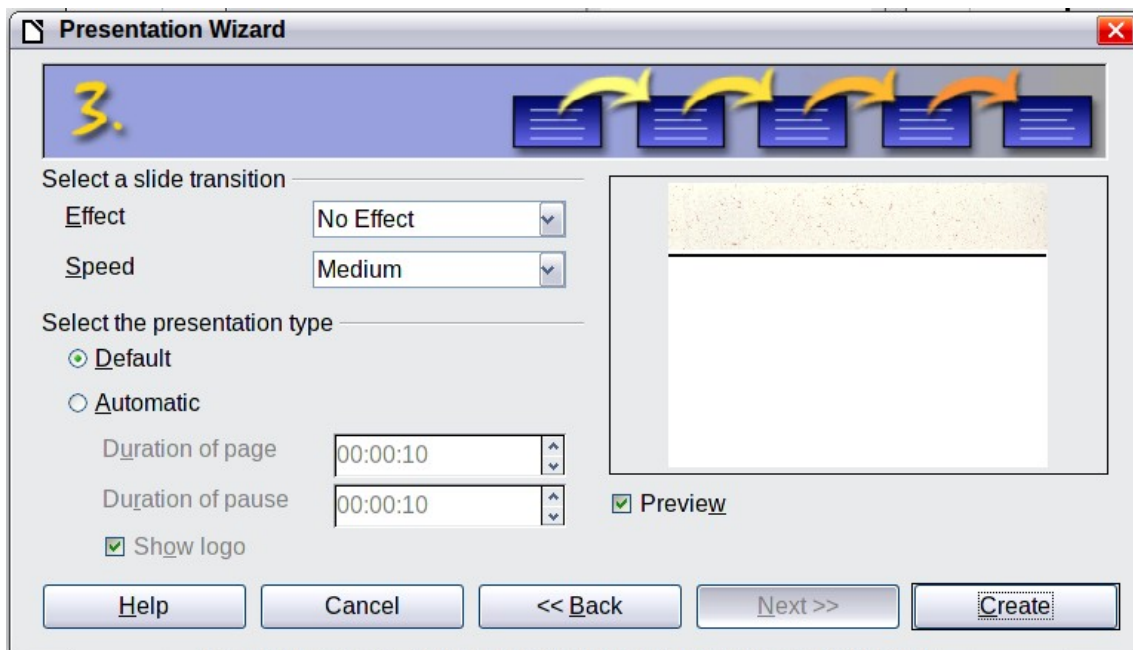 Presentation Wizard
3.
Select a slide transition
Effect No Effect
Speed Medium
Select the presentation type
Default
Automatic
Duration of page 00:00:10
Duration of pause 00:00:10
Show logo
Preview
Help Cancel << Back Next >> Create